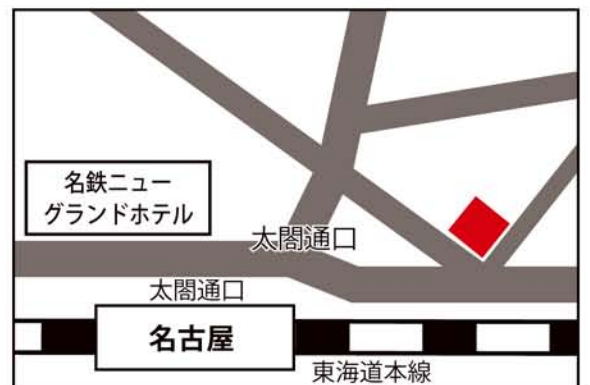 名鉄ニュー
グランドホテル
太閤通口
太閤通口
名古屋
東海道本線